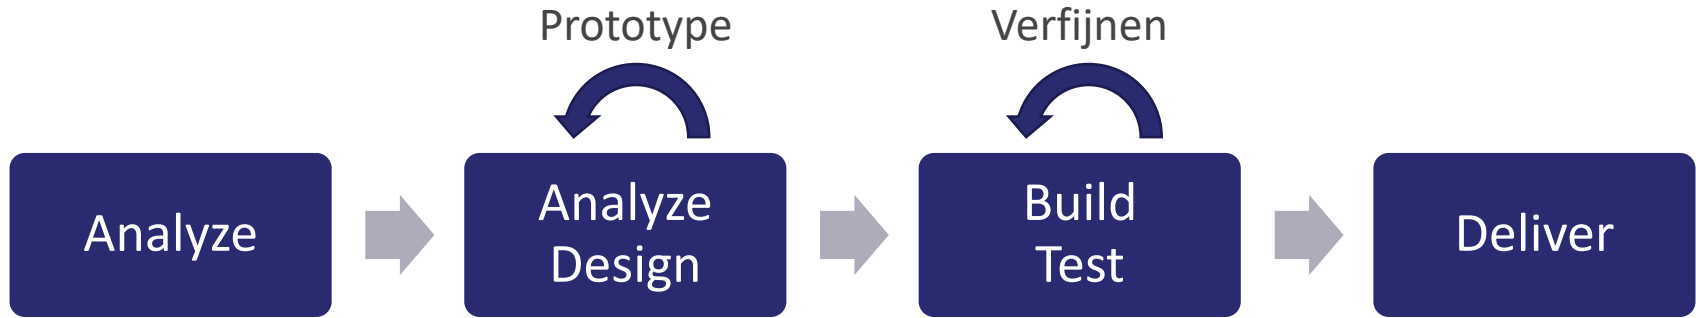 Prototype
Verfijnen
Analyze
Analyze
Design
Build
Test
Deliver